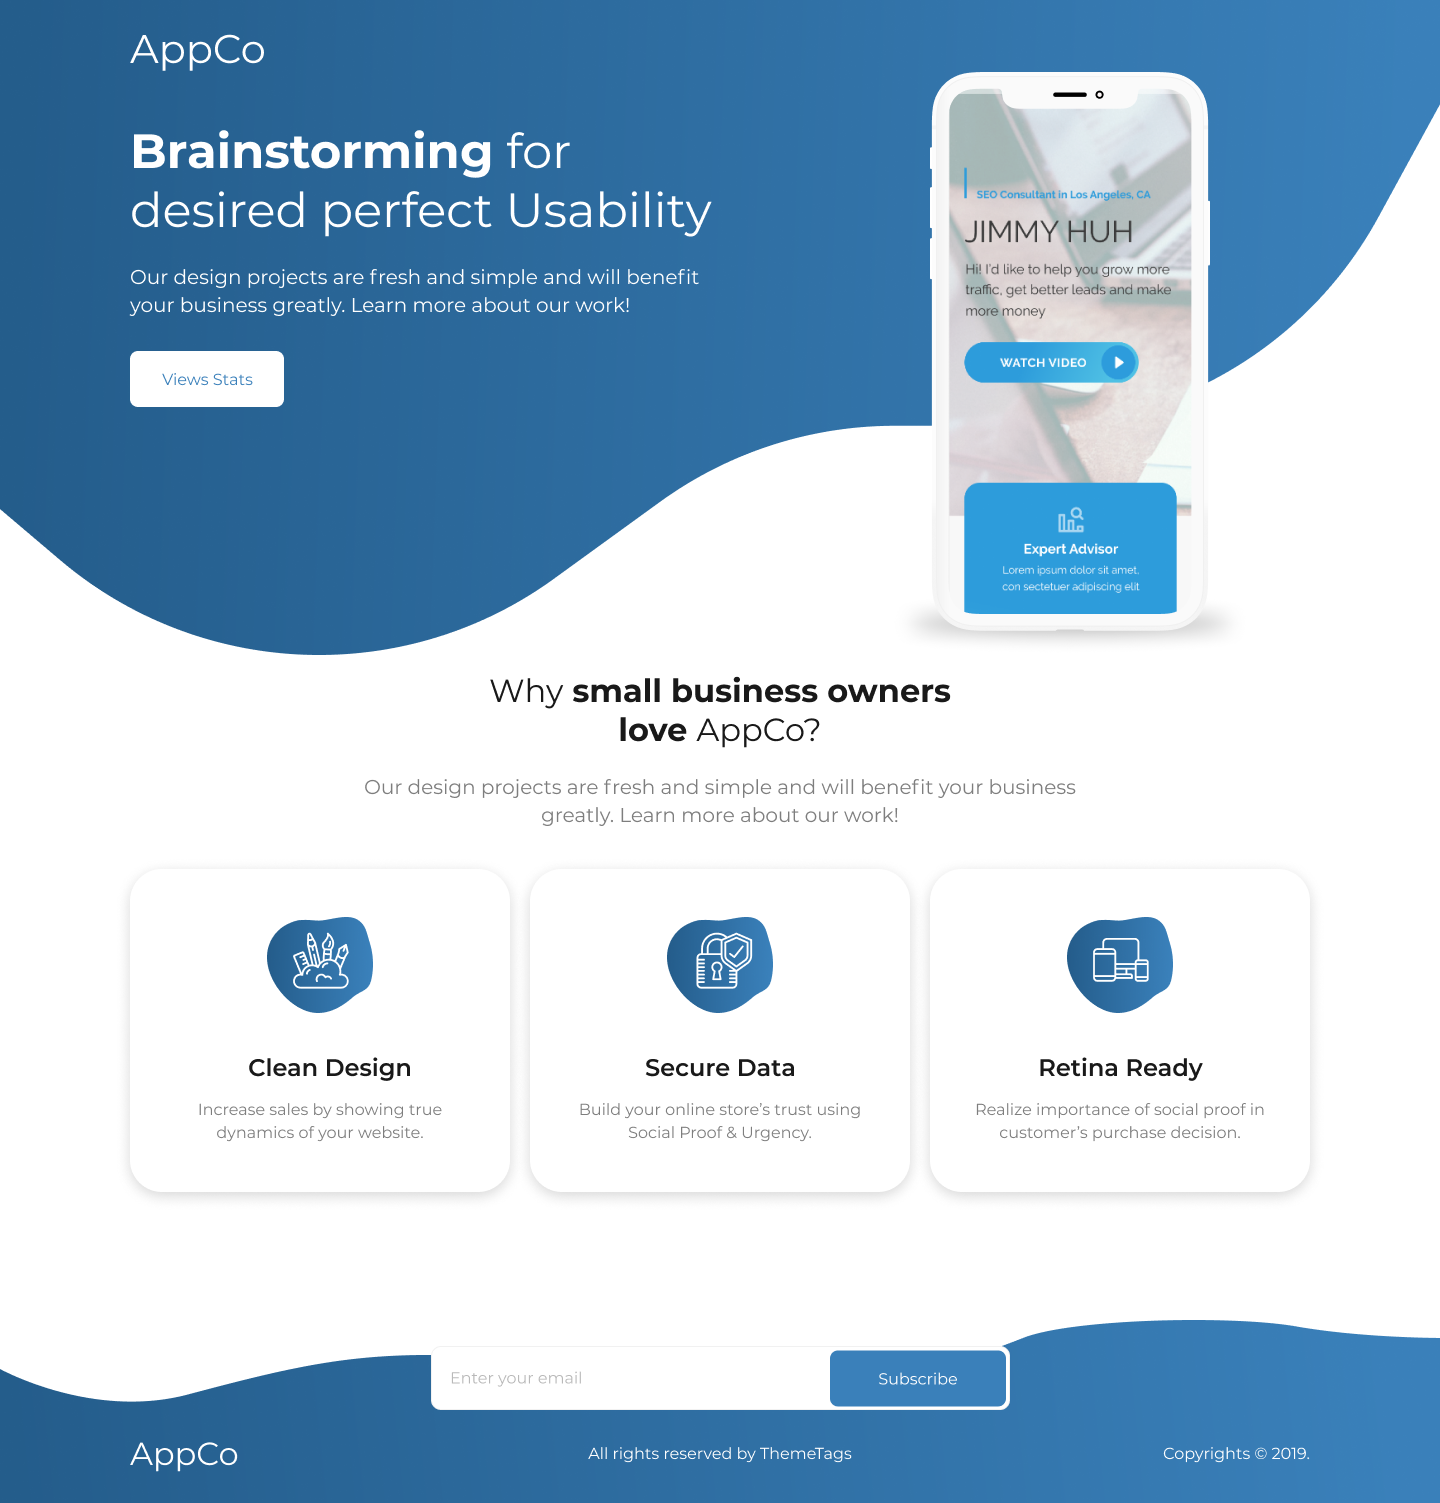 AppCo
Brainstorming for
desired perfect Usability
Our design projects are fresh and simple and will benefit
your business greatly. Learn more about our work!
Views Stats
SEO Consultant in Los Angeles, CA
JIMMY HUH
Hi! I'd like to help you grow more
traffic, get better leads and make
more money
WATCH VIDEO
Expert Advisor
Lorem ipsum dolor sit amet,
con sectetuer adipiscing elit
Why small business owners
love AppCo?
Our design projects are fresh and simple and will benefit your business
greatly. Learn more about our work!
Clean Design
Increase sales by showing true
dynamics of your website.
Secure Data
Build your online store’s trust using
Social Proof & Urgency.
Retina Ready
Realize importance of social proof in
customer’s purchase decision.
Enter your email
Subscribe
AppCo
All rights reserved by ThemeTags
Copyrights © 2019.